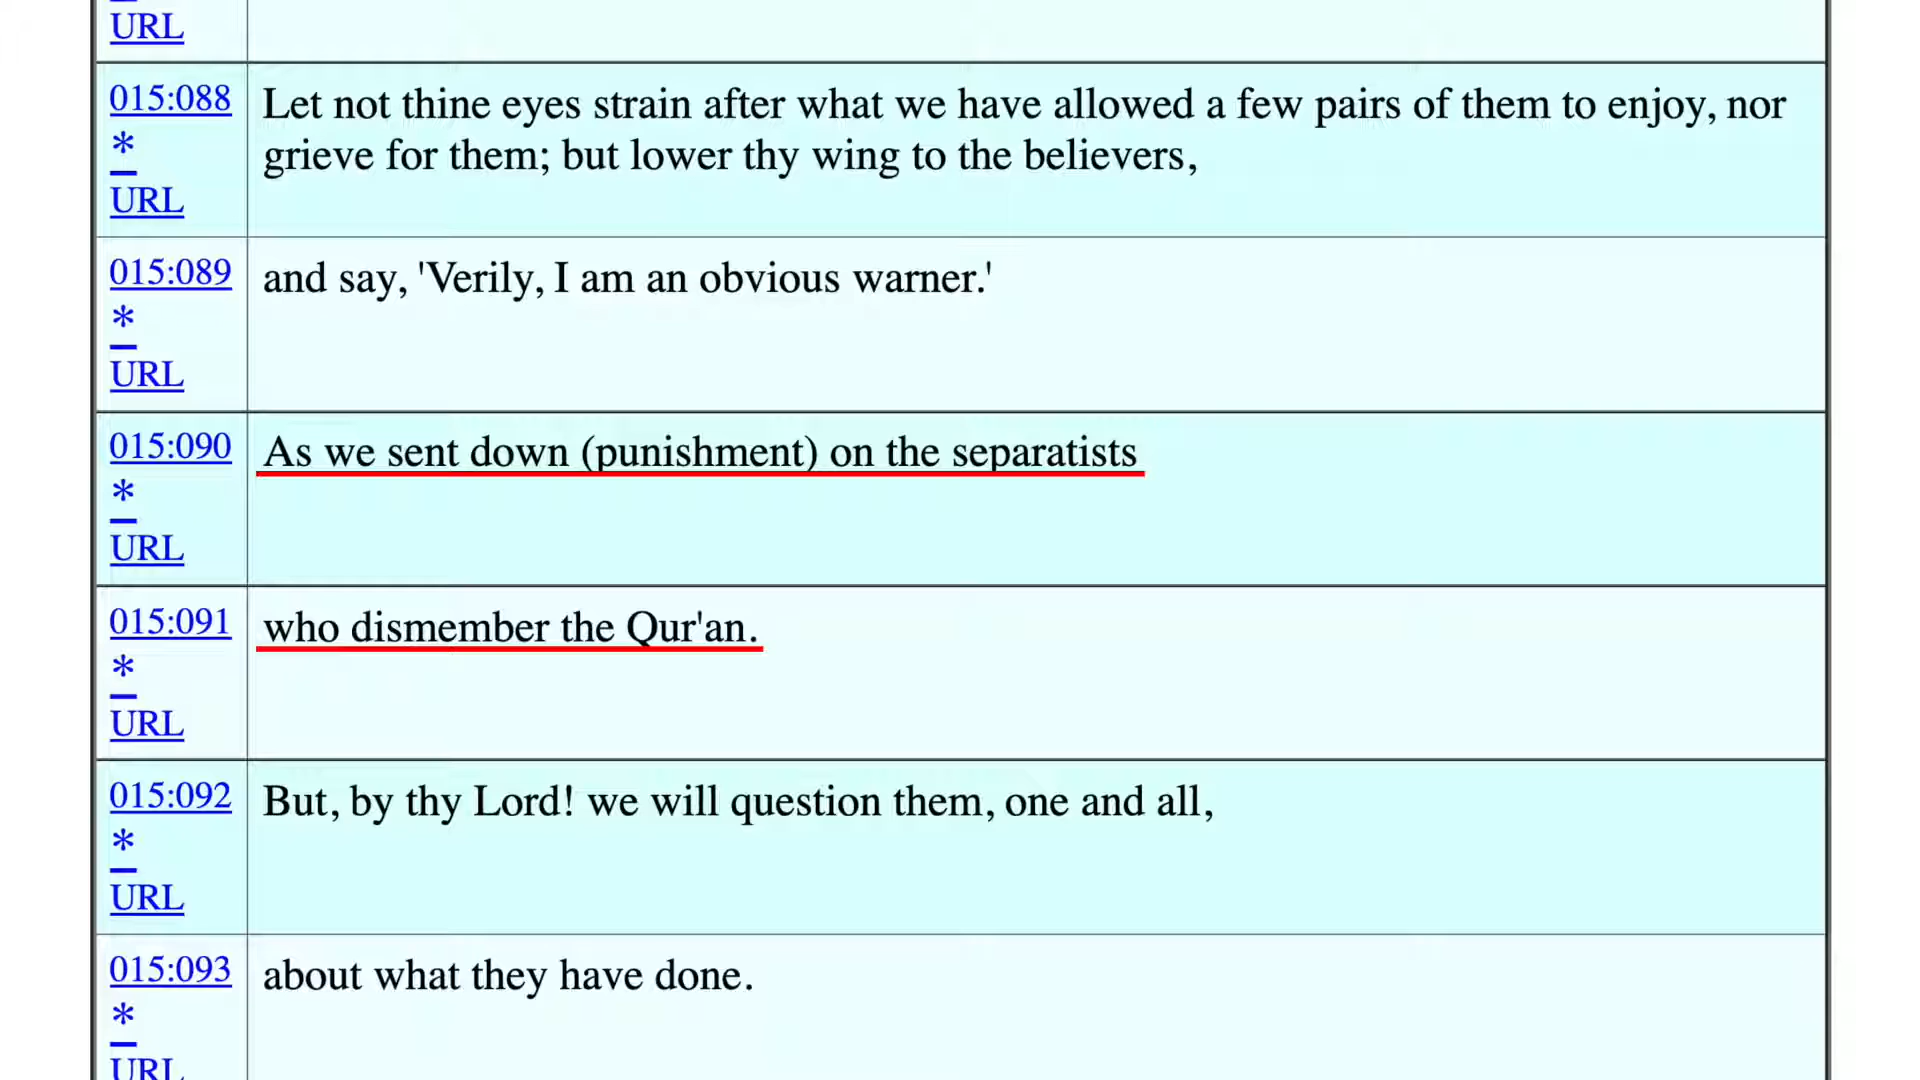 URL
015:088 Let not thine eyes strain after what we have allowed a few pairs of them to enjoy, nor
* grieve for them; but lower thy wing to the believers,
URL
015:089 and say, 'Verily, I am an obvious warner.'
*
URL
015:090 As we sent down (punishment) on the separatists
*
URL
015:091 who dismember the Qur'an.
*
URL
015:092 But, by thy Lord! we will question them, one and all,
*
URL
015:093 about what they have done.
*
URL